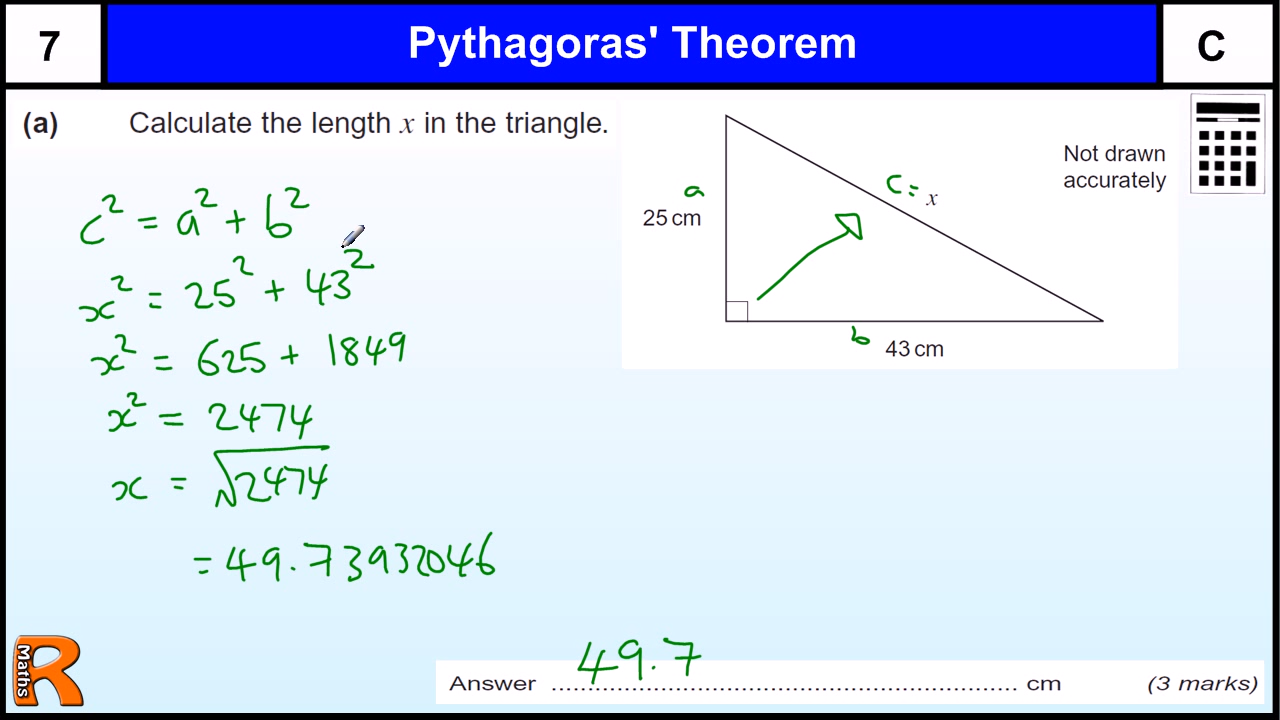 7
Pythagoras' Theorem
C
(a) Calculate the length x in the triangle.
Not drawn
accurately
a
25 cm
c = x
b
43 cm
c² = a² + b²
x² = 25² + 43²
x² = 625 + 1849
x² = 2474
x = √2474
= 49.73932046
Maths
R
49.7
Answer ............................................................ cm (3 marks)